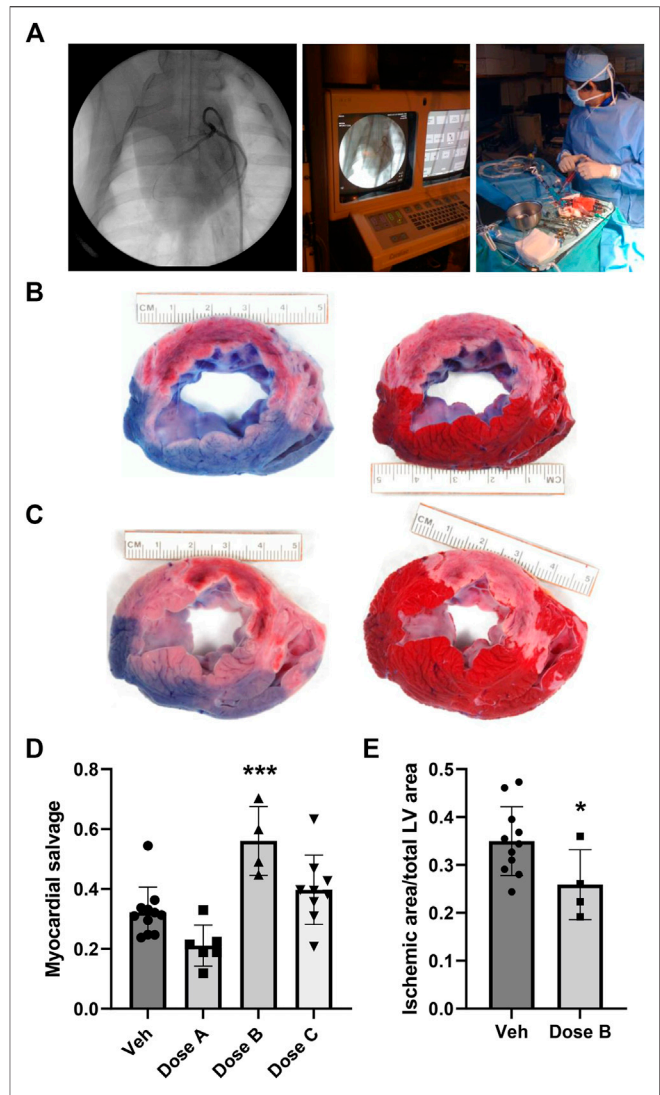 A
B
CM 1 2 3 4 5
5 4 3 2 1 CM
C
CM 1 2 3 4 5
CM 1 2 3 4 5
D
E
***
*
Myocardial salvage
0.8
0.6
0.4
0.2
0.0
Veh
Dose A
Dose B
Dose C
Ischemic area/total LV area
0.5
0.4
0.3
0.2
0.1
0.0
Veh
Dose B